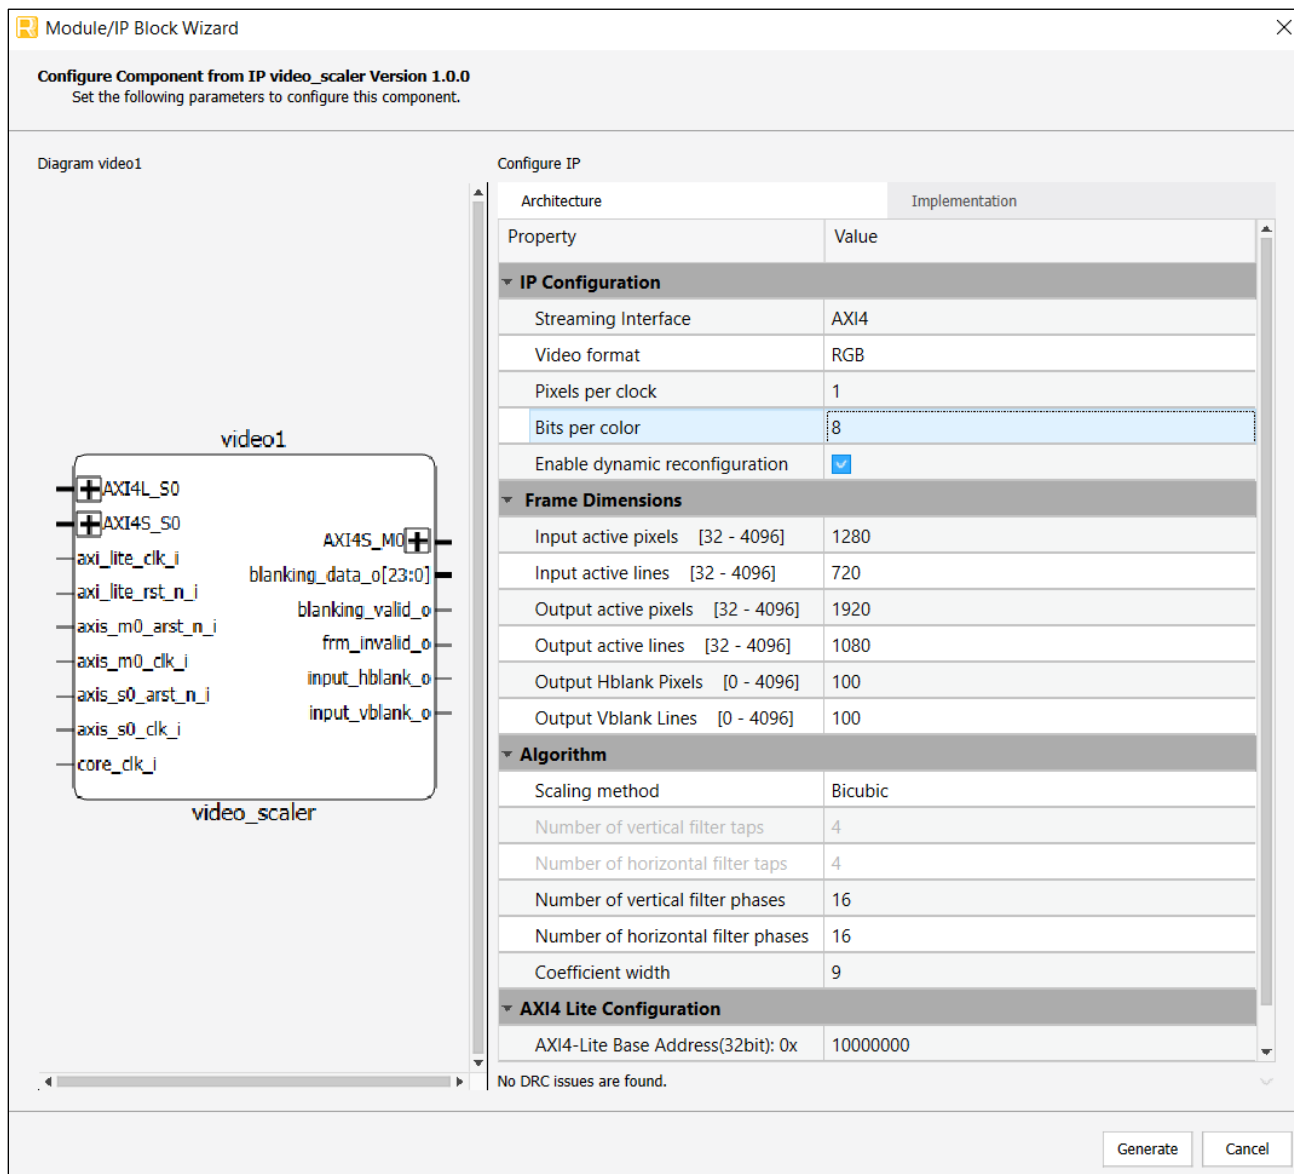 Module/IP Block Wizard
Configure Component from IP video_scaler Version 1.0.0
Set the following parameters to configure this component.
Diagram video1
video1
AXI4L_S0
AXI4S_S0
axi_lite_clk_i
axi_lite_rst_n_i
axis_m0_arst_n_i
axis_m0_clk_i
axis_s0_arst_n_i
axis_s0_clk_i
core_clk_i
AXI4S_M0
blanking_data_o[23:0]
blanking_valid_o
frm_invalid_o
input_hblank_o
input_vblank_o
video_scaler
Configure IP
Architecture Implementation
Property Value
IP Configuration
Streaming Interface AXI4
Video format RGB
Pixels per clock 1
Bits per color 8
Enable dynamic reconfiguration
Frame Dimensions
Input active pixels [32 - 4096] 1280
Input active lines [32 - 4096] 720
Output active pixels [32 - 4096] 1920
Output active lines [32 - 4096] 1080
Output Hblank Pixels [0 - 4096] 100
Output Vblank Lines [0 - 4096] 100
Algorithm
Scaling method Bicubic
Number of vertical filter taps 4
Number of horizontal filter taps 4
Number of vertical filter phases 16
Number of horizontal filter phases 16
Coefficient width 9
AXI4 Lite Configuration
AXI4-Lite Base Address(32bit): 0x 10000000
No DRC issues are found.
Generate Cancel